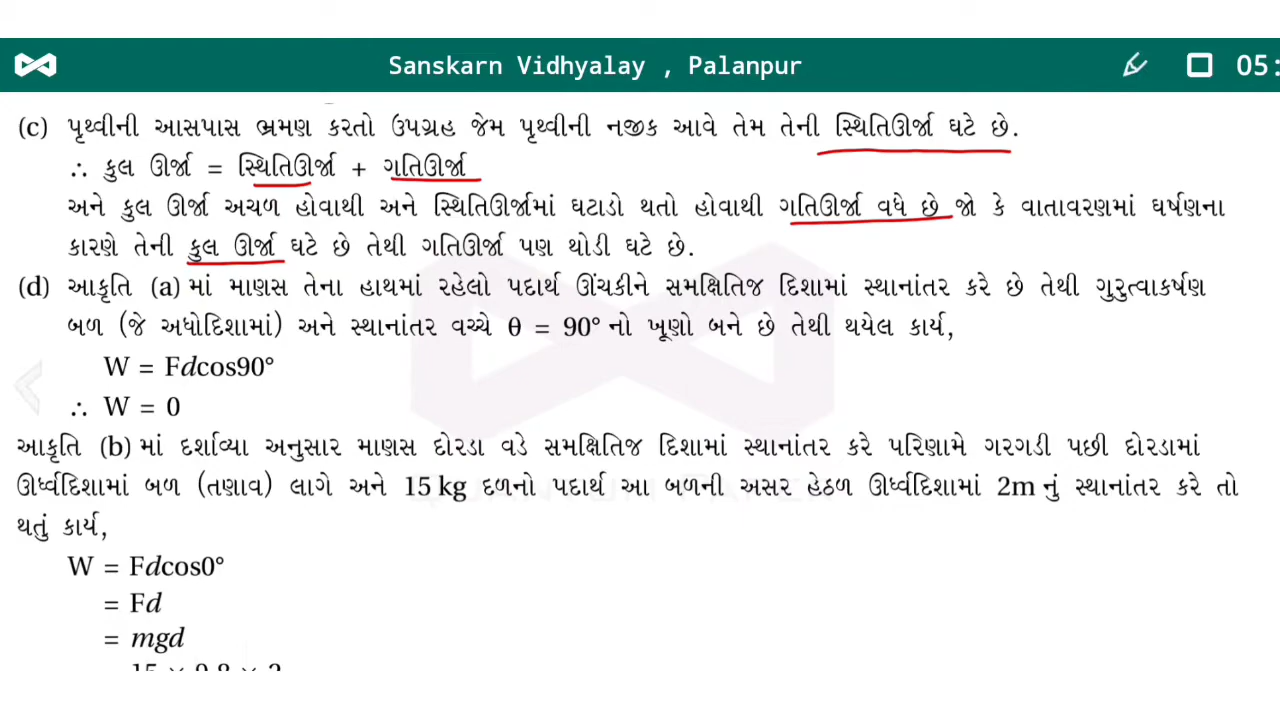 Sanskarn Vidhyalay , Palanpur
05:
(c) પૃથ્વીની આસપાસ ભ્રમણ કરતો ઉપગ્રહ જેમ પૃથ્વીની નજીક આવે તેમ તેની સ્થિતિઊર્જા ઘટે છે.
∴ કુલ ઊર્જા = સ્થિતિઊર્જા + ગતિઊર્જા
અને કુલ ઊર્જા અચળ હોવાથી અને સ્થિતિઊર્જામાં ઘટાડો થતો હોવાથી ગતિઊર્જા વધે છે જો કે વાતાવરણમાં ઘર્ષણના
કારણે તેની કુલ ઊર્જા ઘટે છે તેથી ગતિઊર્જા પણ થોડી ઘટે છે.
(d) આકૃતિ (a) માં માણસ તેના હાથમાં રહેલો પદાર્થ ઊંચકીને સમક્ષિતિજ દિશામાં સ્થાનાંતર કરે છે તેથી ગુરુત્વાકર્ષણ
બળ (જે અધોદિશામાં) અને સ્થાનાંતર વચ્ચે θ = 90° નો ખૂણો બને છે તેથી થયેલ કાર્ય,
W = Fdcos90°
∴ W = 0
આકૃતિ (b) માં દર્શાવ્યા અનુસાર માણસ દોરડા વડે સમક્ષિતિજ દિશામાં સ્થાનાંતર કરે પરિણામે ગરગડી પછી દોરડામાં
ઊર્ધ્વદિશામાં બળ (તણાવ) લાગે અને 15 kg દળનો પદાર્થ આ બળની અસર હેઠળ ઊર્ધ્વદિશામાં 2m નું સ્થાનાંતર કરે તો
થતું કાર્ય,
W = Fdcos0°
= Fd
= mgd
15 × 9.8 × 2